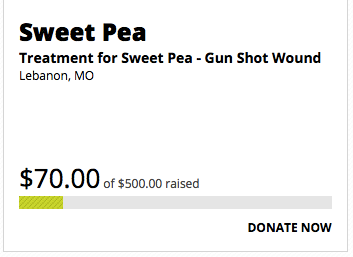 Sweet Pea
Treatment for Sweet Pea - Gun Shot Wound
Lebanon, MO
$70.00 of $500.00 raised
DONATE NOW